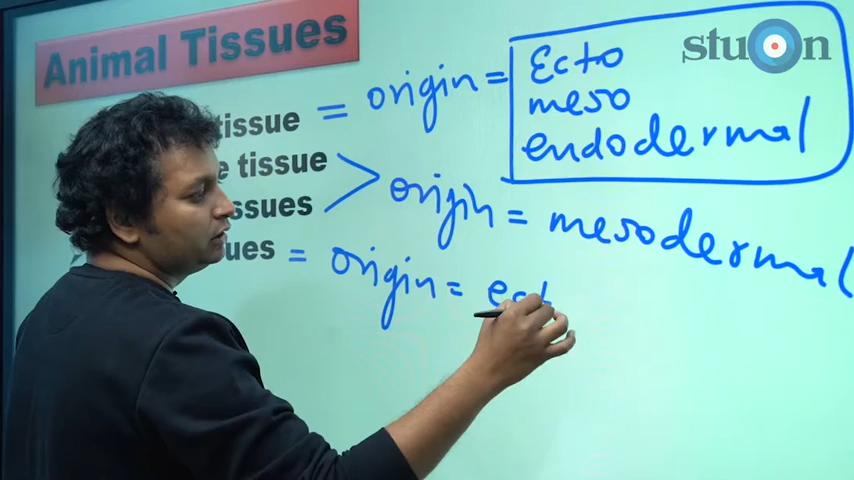 Animal Tissues
stuOn
tissue = origin = Ecto
meso
endodermal
e tissue
ssues
origin = mesodermal
ues = origin = ect